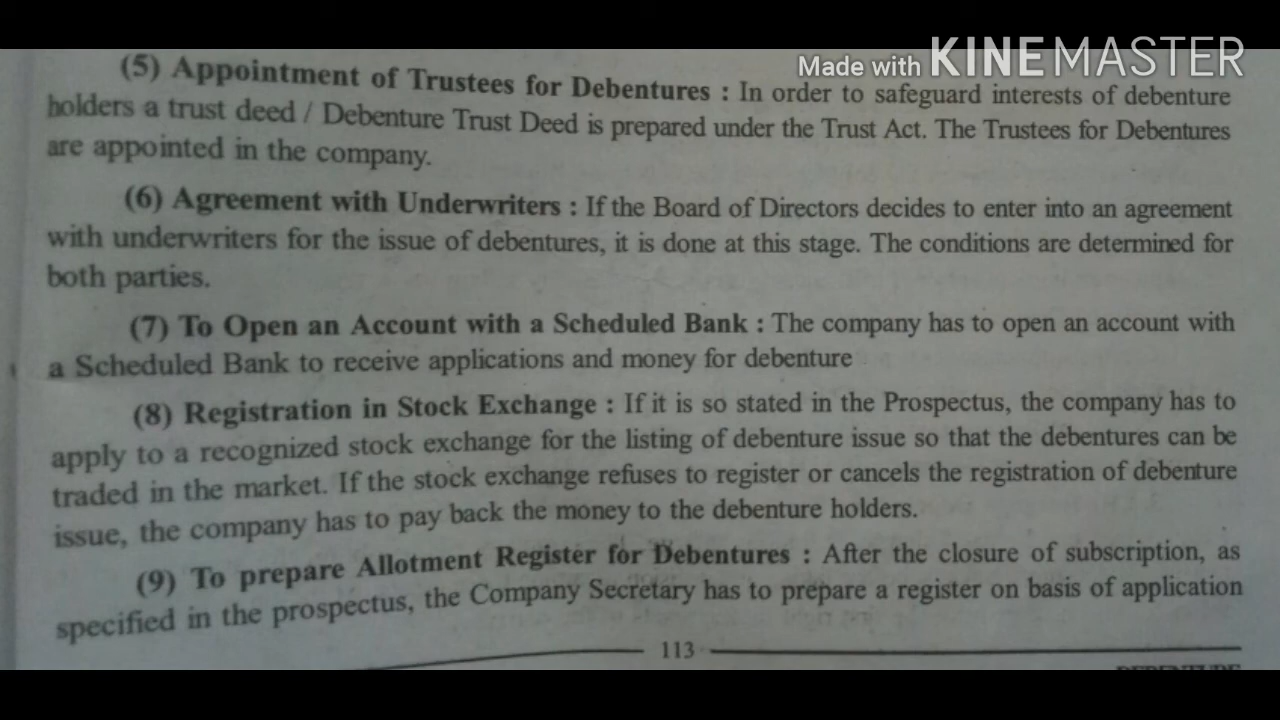 Made with KINEMASTER
(5) Appointment of Trustees for Debentures : In order to safeguard interests of debenture
holders a trust deed / Debenture Trust Deed is prepared under the Trust Act. The Trustees for Debentures
are appointed in the company.
(6) Agreement with Underwriters : If the Board of Directors decides to enter into an agreement
with underwriters for the issue of debentures, it is done at this stage. The conditions are determined for
both parties.
(7) To Open an Account with a Scheduled Bank : The company has to open an account with
a Scheduled Bank to receive applications and money for debenture
(8) Registration in Stock Exchange : If it is so stated in the Prospectus, the company has to
apply to a recognized stock exchange for the listing of debenture issue so that the debentures can be
traded in the market. If the stock exchange refuses to register or cancels the registration of debenture
issue, the company has to pay back the money to the debenture holders.
(9) To prepare Allotment Register for Debentures : After the closure of subscription, as
specified in the prospectus, the Company Secretary has to prepare a register on basis of application
113